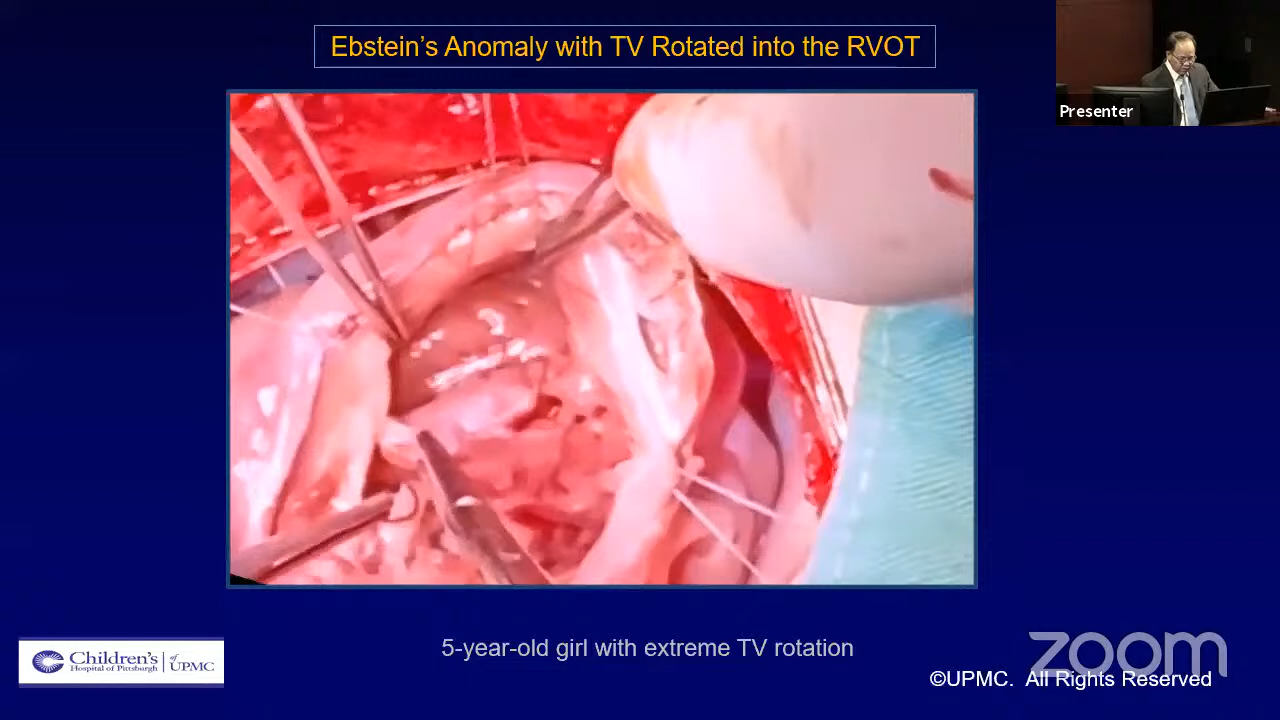 Ebstein's Anomaly with TV Rotated into the RVOT
Presenter
5-year-old girl with extreme TV rotation
Children's
Hospital of Pittsburgh
of
UPMC
zoom
©UPMC. All Rights Reserved